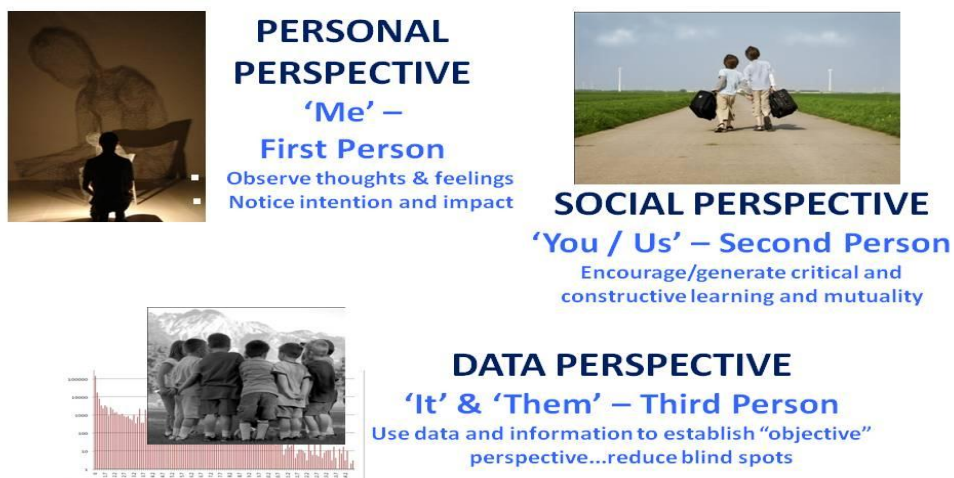 PERSONAL
PERSPECTIVE
‘Me’ –
First Person
Observe thoughts & feelings
Notice intention and impact
SOCIAL PERSPECTIVE
‘You / Us’ – Second Person
Encourage/generate critical and
constructive learning and mutuality
DATA PERSPECTIVE
‘It’ & ‘Them’ – Third Person
Use data and information to establish “objective”
perspective...reduce blind spots